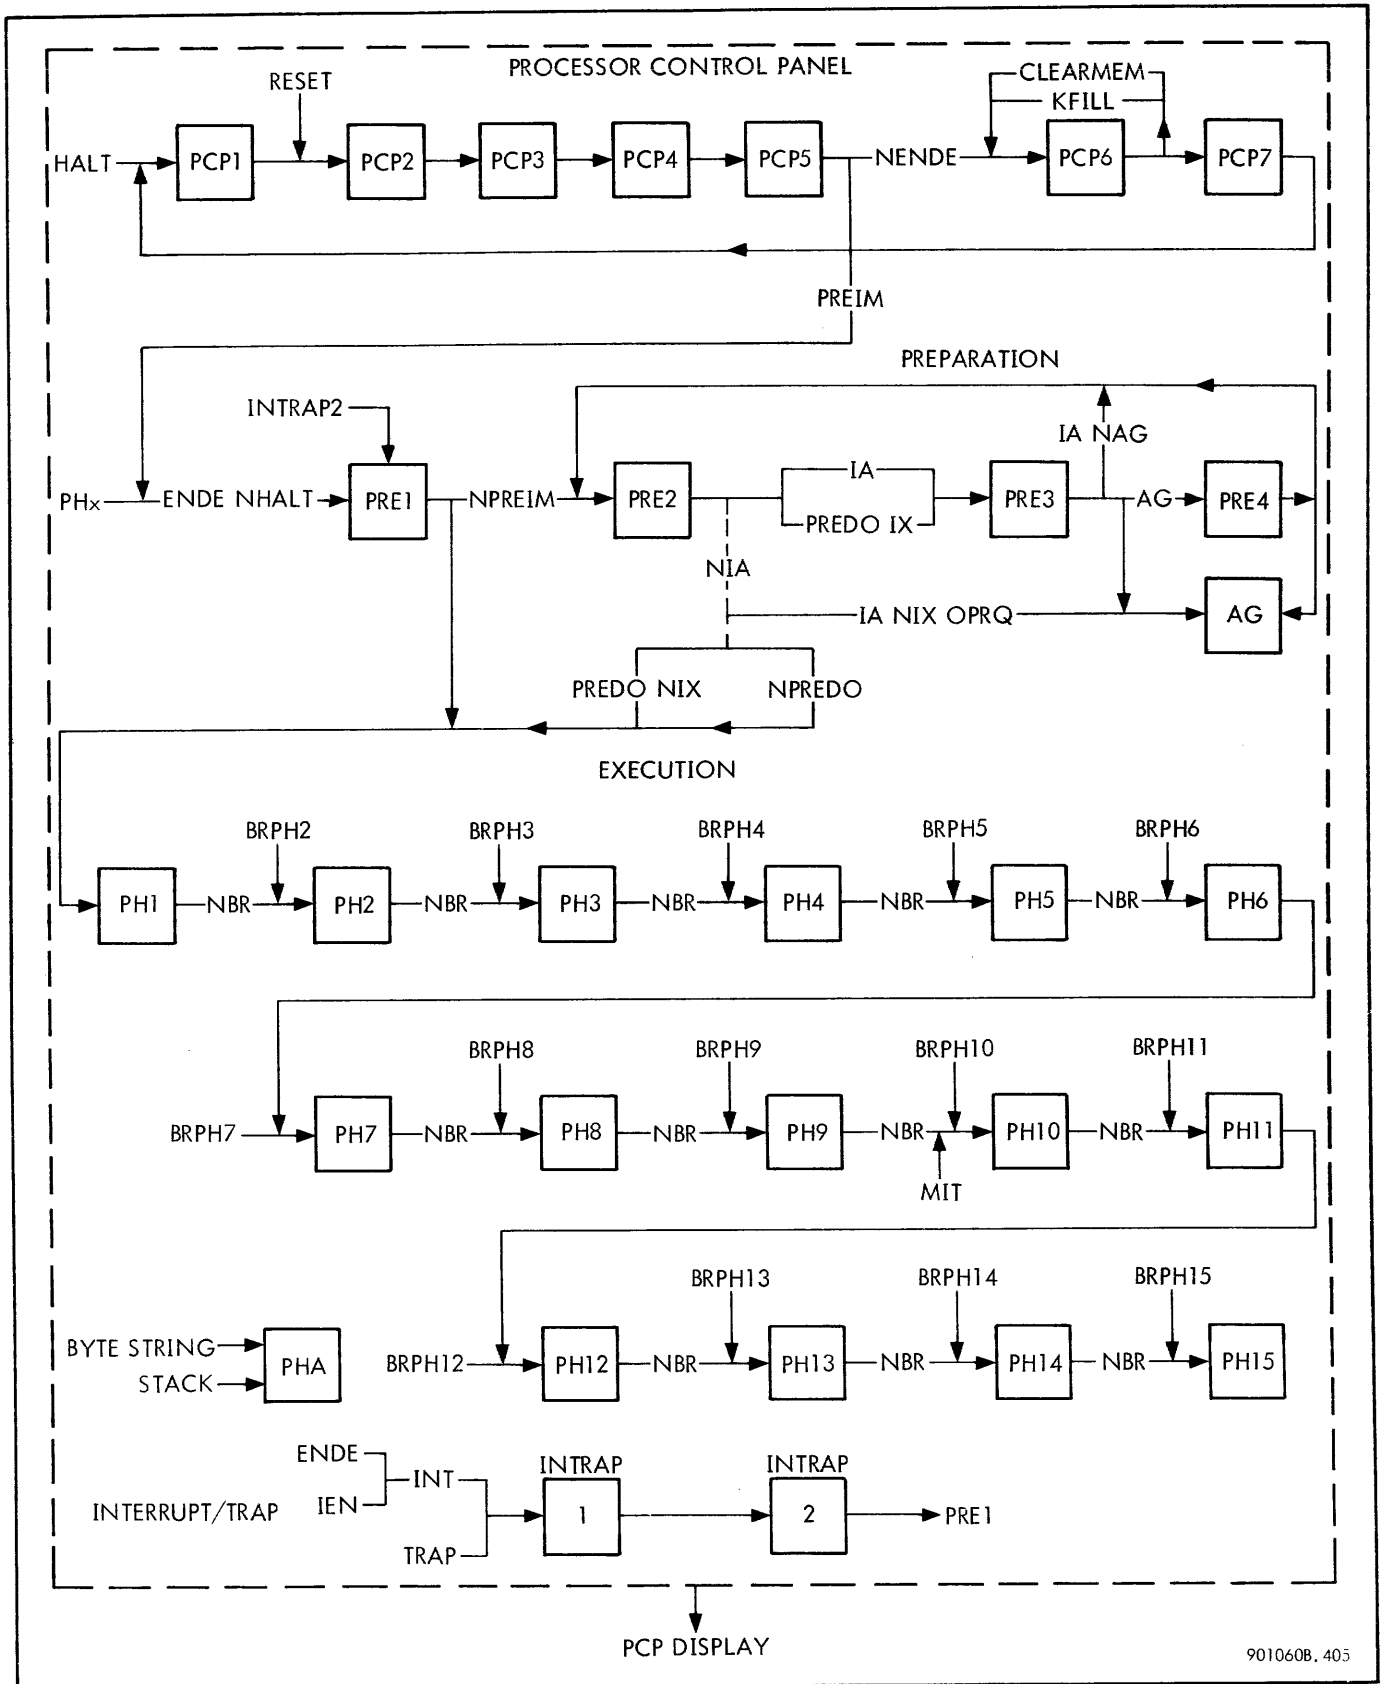 PROCESSOR CONTROL PANEL
RESET
CLEARMEM
KFILL
HALT
PCP1
PCP2
PCP3
PCP4
PCP5
NENDE
PCP6
PCP7
PREIM
PREPARATION
INTRAP2
IA NAG
PHx
ENDE NHALT
PRE1
NPREIM
PRE2
IA
PREDO IX
PRE3
AG
PRE4
NIA
IA NIX OPRQ
AG
PREDO NIX
NPREDO
EXECUTION
BRPH2
BRPH3
BRPH4
BRPH5
BRPH6
PH1
NBR
PH2
NBR
PH3
NBR
PH4
NBR
PH5
NBR
PH6
BRPH8
BRPH9
BRPH10
BRPH11
BRPH7
PH7
NBR
PH8
NBR
PH9
NBR
PH10
NBR
PH11
MIT
BRPH13
BRPH14
BRPH15
BYTE STRING
STACK
PHA
BRPH12
PH12
NBR
PH13
NBR
PH14
NBR
PH15
INTERRUPT/TRAP
ENDE
IEN
INT
TRAP
INTRAP
1
INTRAP
2
PRE1
PCP DISPLAY
901060B.405